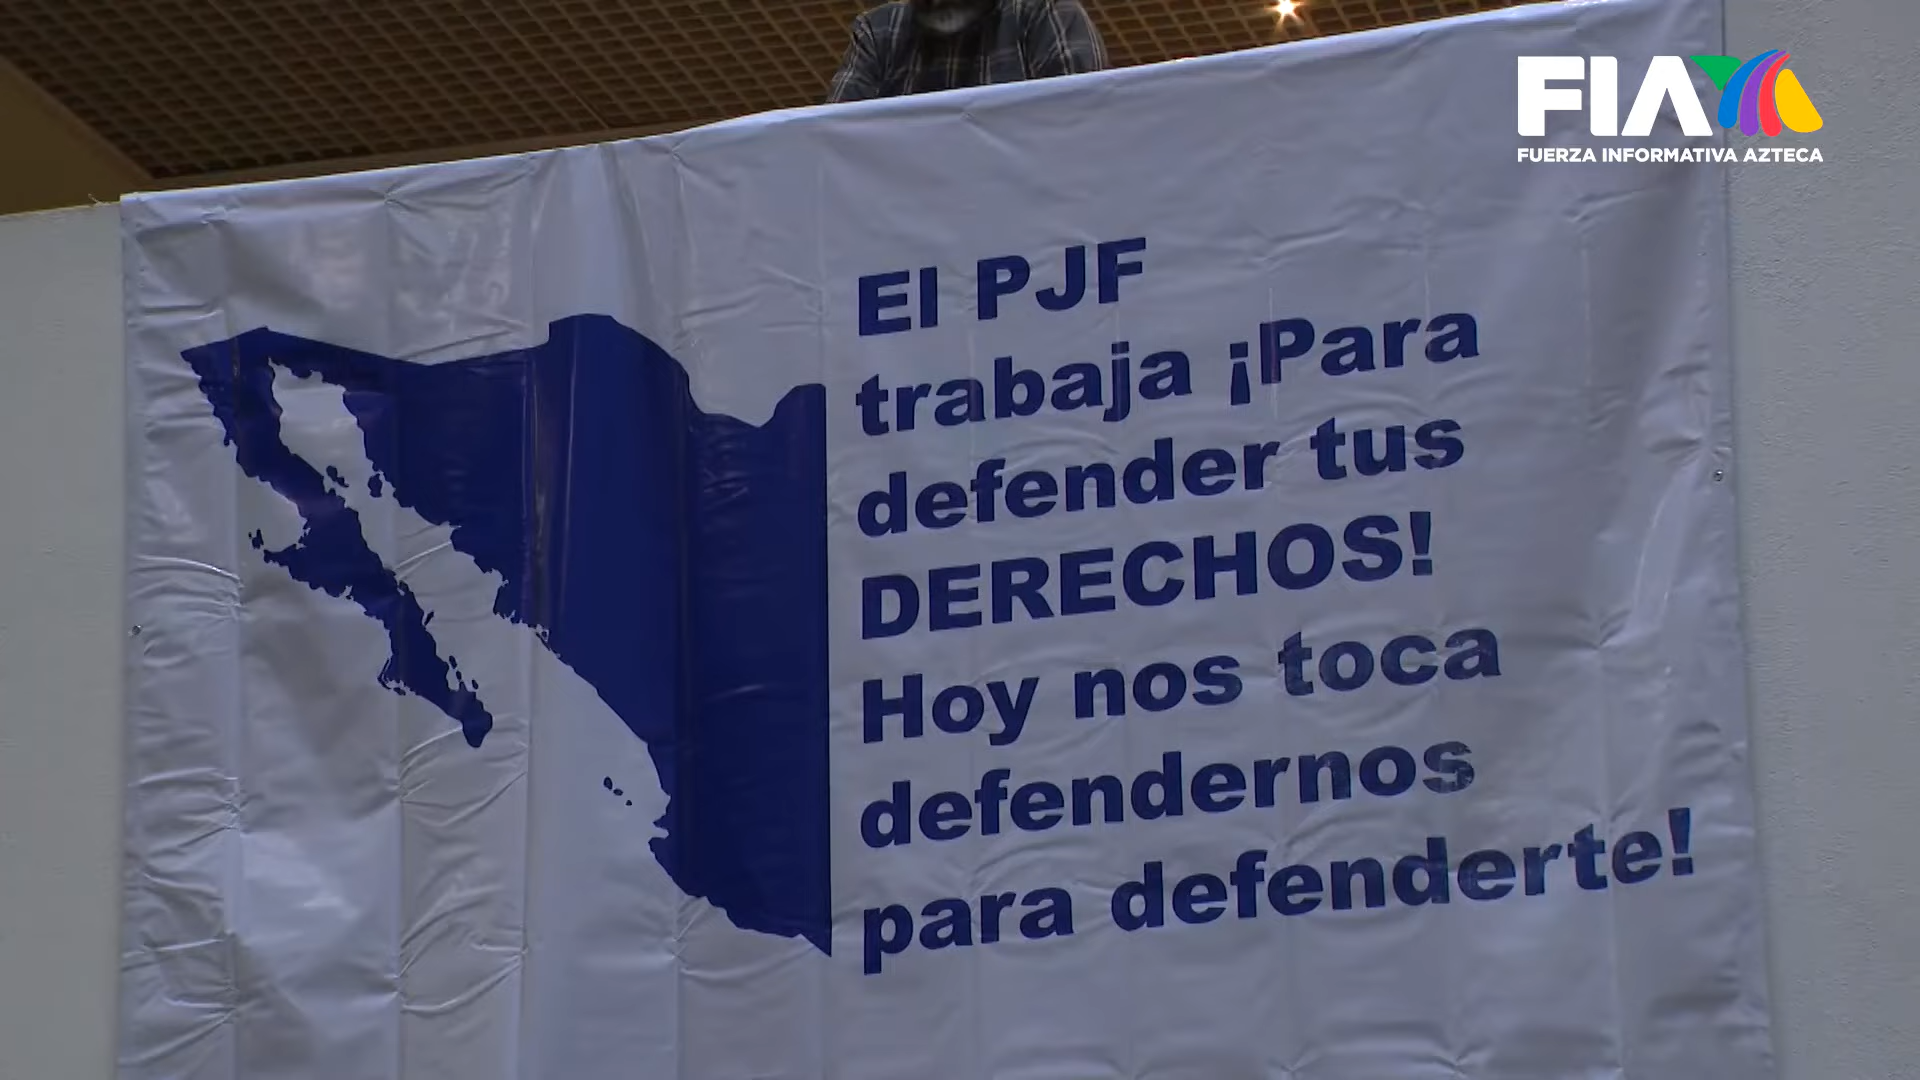 FIA
FUERZA INFORMATIVA AZTECA
El PJF
trabaja ¡Para
defender tus
DERECHOS!
Hoy nos toca
defendernos
para defenderte!